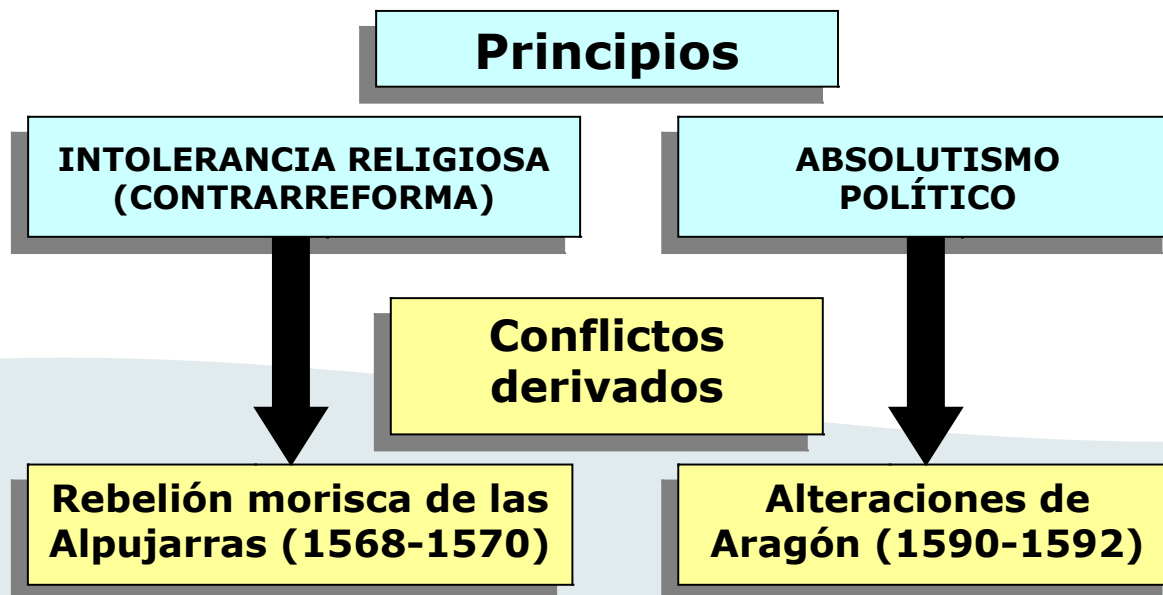 Principios
INTOLERANCIA RELIGIOSA
(CONTRARREFORMA)
ABSOLUTISMO
POLÍTICO
Conflictos
derivados
Rebelión morisca de las
Alpujarras (1568-1570)
Alteraciones de
Aragón (1590-1592)